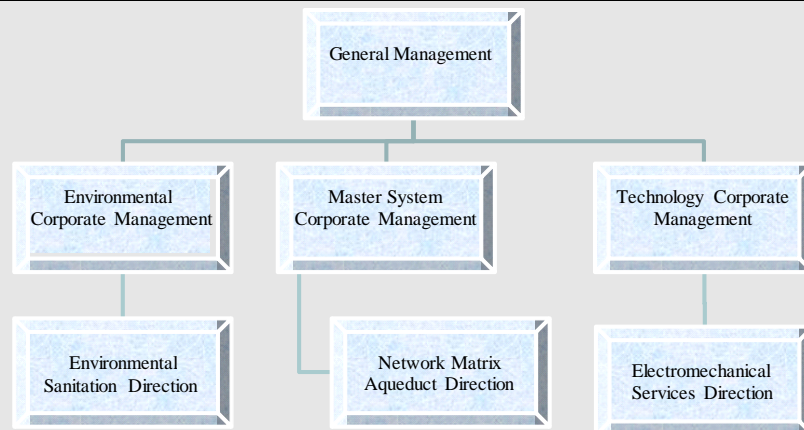 General Management
Environmental
Corporate Management
Master System
Corporate Management
Technology Corporate
Management
Environmental
Sanitation Direction
Network Matrix
Aqueduct Direction
Electromechanical
Services Direction